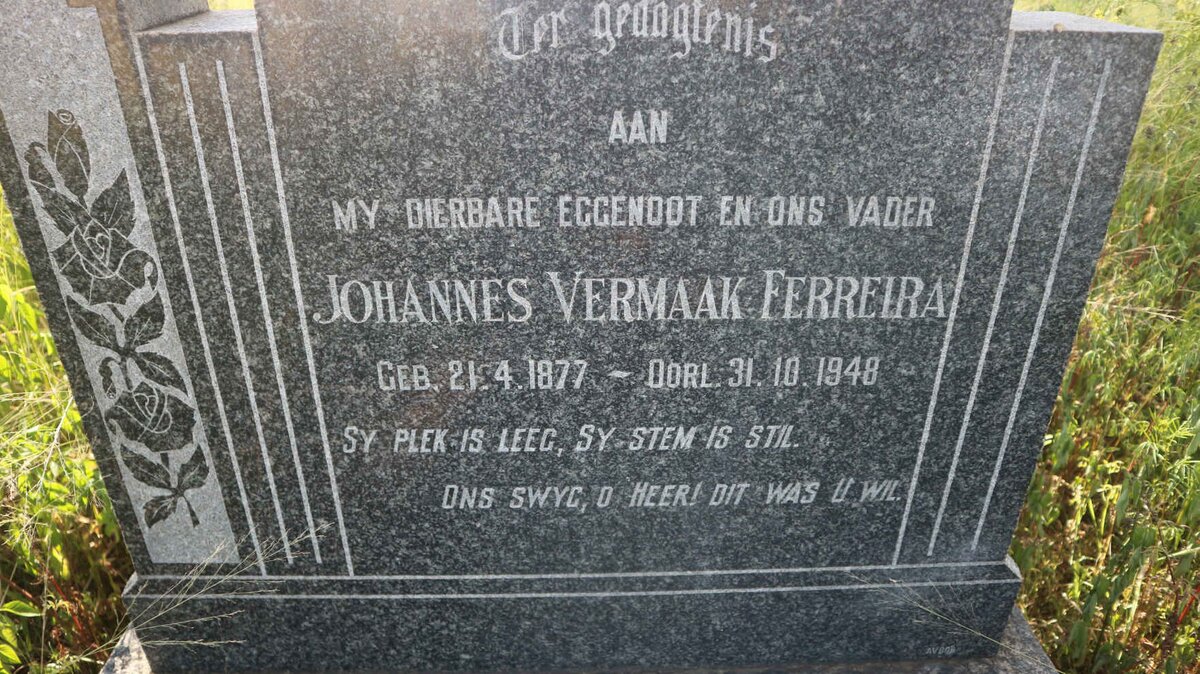 Ter gedagtenis
AAN
MY DIERBARE EGGENOOT EN ONS VADER
JOHANNES VERMAAK FERREIRA
GEB. 21.4.1877 – OORL. 31.10.1948
SY PLEK IS LEEG, SY STEM IS STIL.
ONS SWYG, O HEER! DIT WAS U WIL.